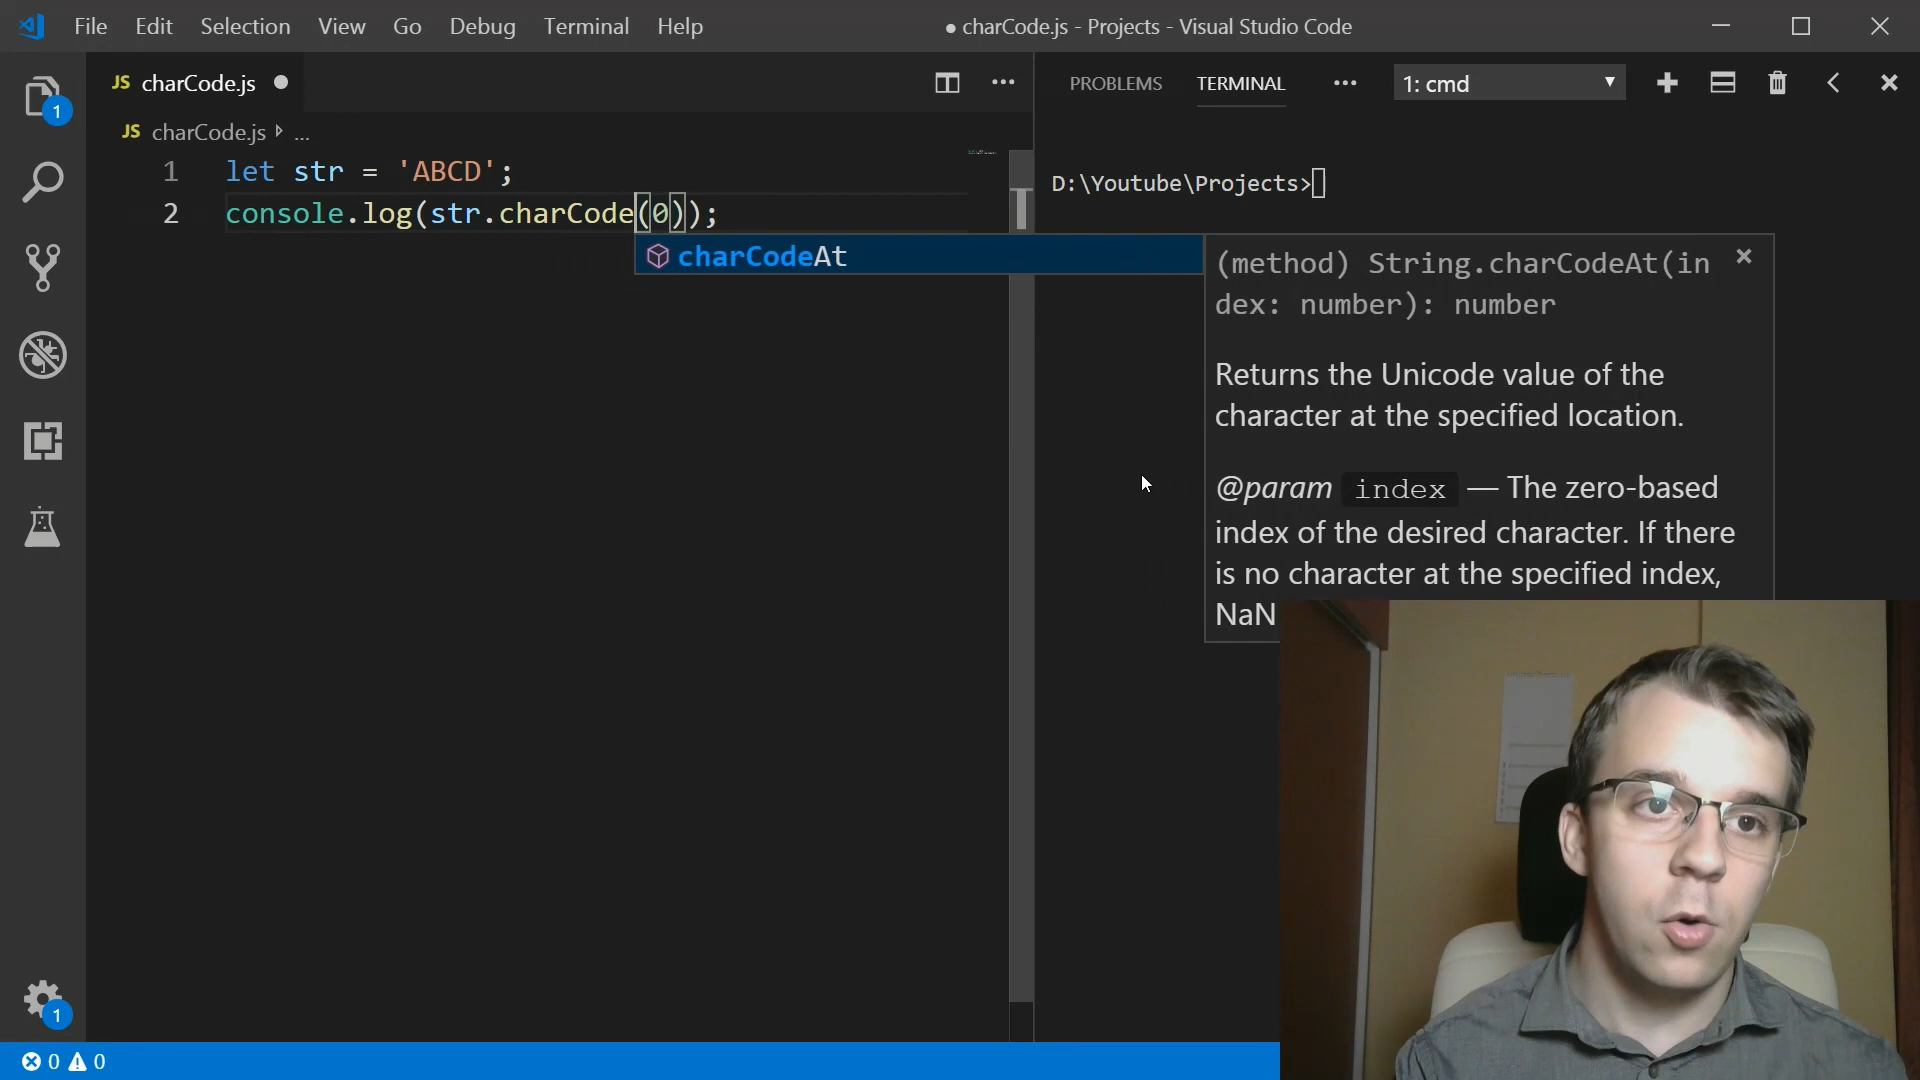 File Edit Selection View Go Debug Terminal Help
● charCode.js - Projects - Visual Studio Code
JS charCode.js ●
JS charCode.js ...
1 let str = 'ABCD';
2 console.log(str.charCode(0));
charCodeAt
PROBLEMS TERMINAL ... 1: cmd
D:\Youtube\Projects>
(method) String.charCodeAt(in
dex: number): number
Returns the Unicode value of the
character at the specified location.
@param index — The zero-based
index of the desired character. If there
is no character at the specified index,
NaN
1
1
0 0